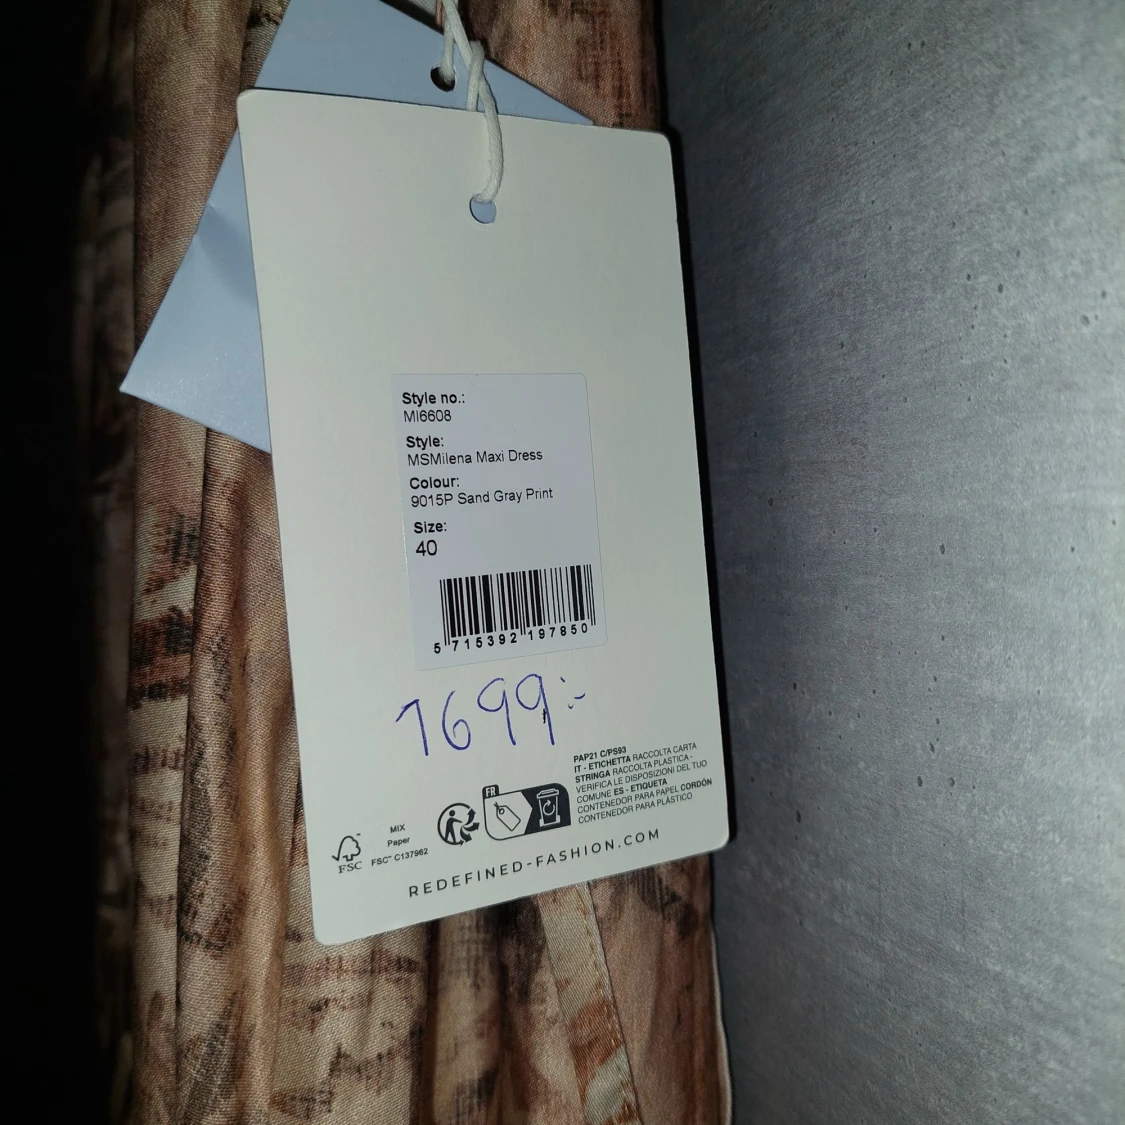 Style no.:
MI6608
Style:
MSMilena Maxi Dress
Colour:
9015P Sand Gray Print
Size:
40
5 715392 197850
1699:-
PAP21 C/PS93
IT - ETICHETTA RACCOLTA CARTA
STRINGA RACCOLTA PLASTICA -
VERIFICA LE DISPOSIZIONI DEL TUO
COMUNE ES - ETIQUETA
CONTENEDOR PARA PAPEL CORDÓN
CONTENEDOR PARA PLÁSTICO
FR
MIX
Paper
FSC™ C137962
FSC
REDEFINED-FASHION.COM